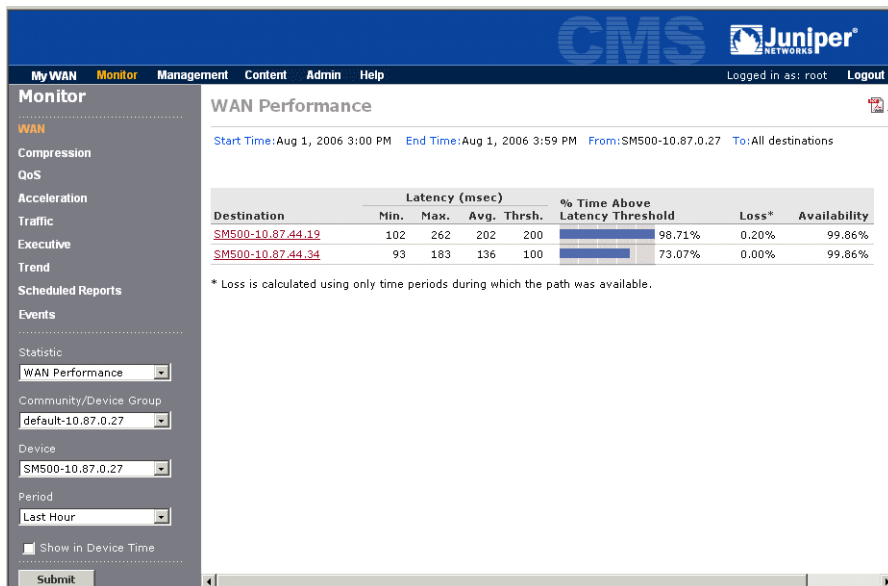 CMS
Juniper®
NETWORKS
My WAN Monitor Management Content Admin Help Logged in as: root Logout
Monitor
WAN
Compression
QoS
Acceleration
Traffic
Executive
Trend
Scheduled Reports
Events
Statistic
WAN Performance
Community/Device Group
default-10.87.0.27
Device
SM500-10.87.0.27
Period
Last Hour
Show in Device Time
Submit
WAN Performance
Start Time:Aug 1, 2006 3:00 PM End Time:Aug 1, 2006 3:59 PM From:SM500-10.87.0.27 To:All destinations
Latency (msec) % Time Above
Destination Min. Max. Avg. Thrsh. Latency Threshold Loss* Availability
SM500-10.87.44.19 102 262 202 200 98.71% 0.20% 99.86%
SM500-10.87.44.34 93 183 136 100 73.07% 0.00% 99.86%
* Loss is calculated using only time periods during which the path was available.